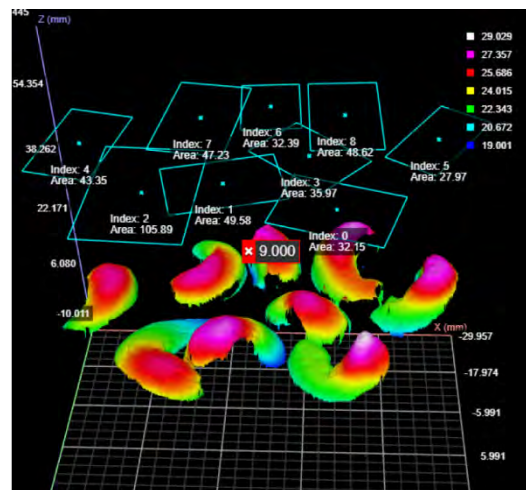 445
Z (mm)
29.029
27.357
25.686
24.015
22.343
20.672
19.001
54.354
38.262
22.171
6.080
-10.011
Index: 6
Area: 32.39
Index: 7
Area: 47.23
Index: 8
Area: 48.62
Index: 4
Area: 43.35
Index: 5
Area: 27.97
Index: 3
Area: 35.97
Index: 2
Area: 105.89
Index: 1
Area: 49.58
Index: 0
Area: 32.15
9.000
X (mm)
-29.957
-17.974
-5.991
5.991